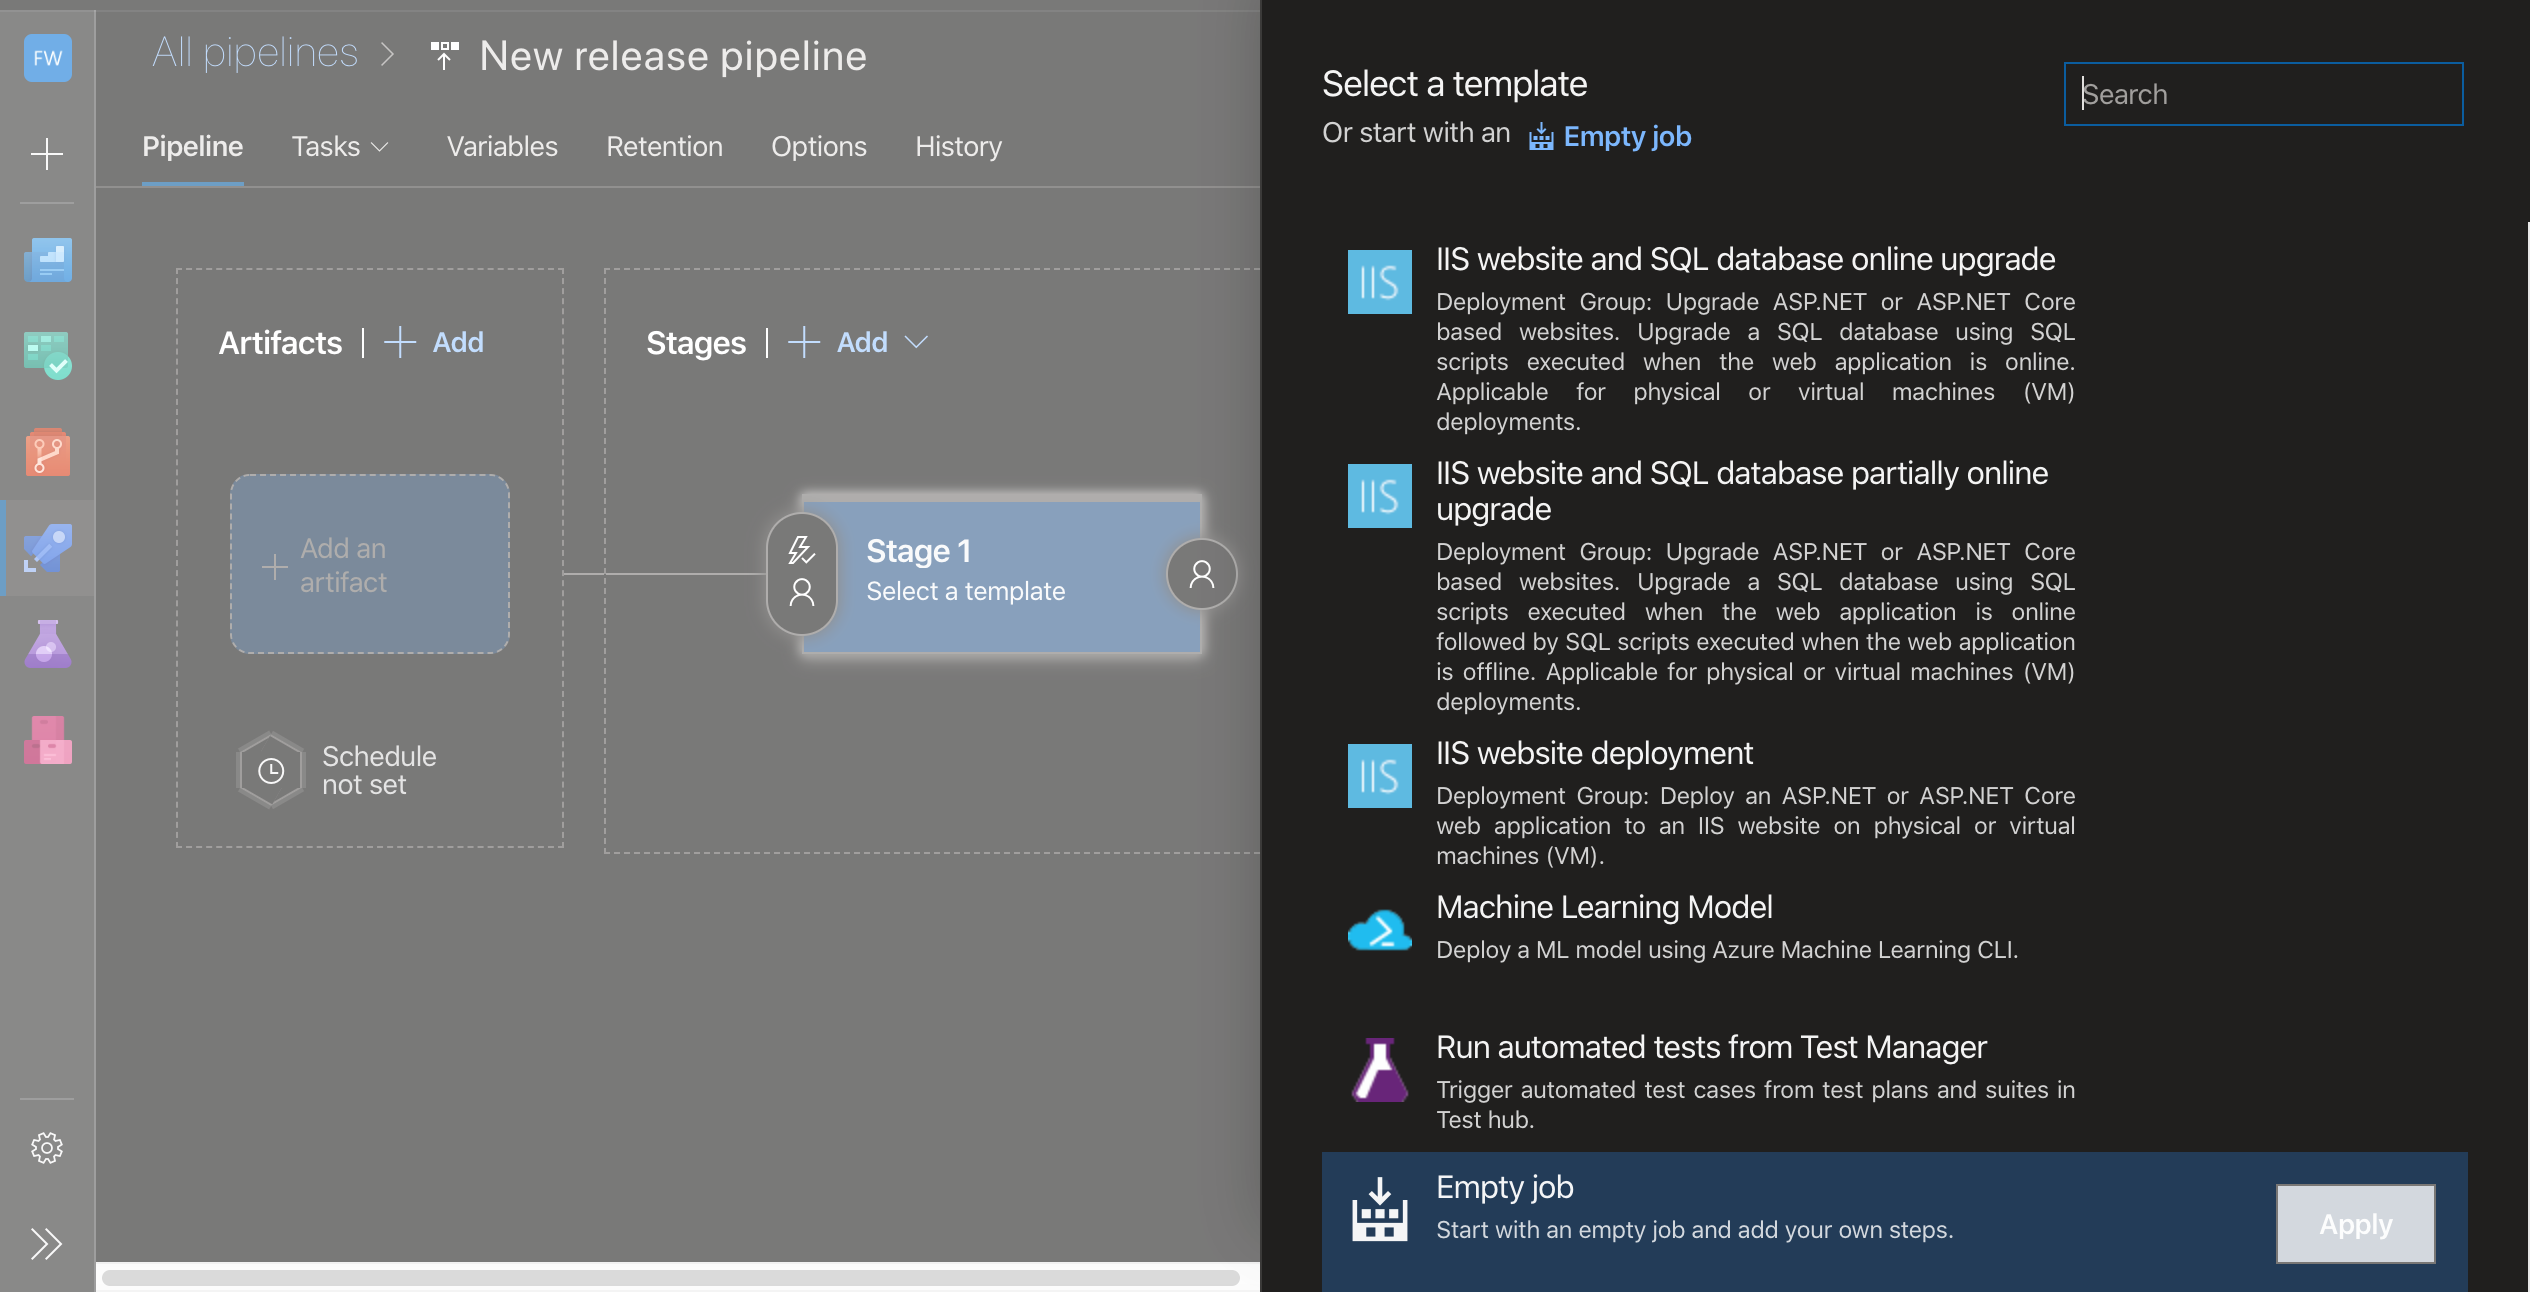 FW
All pipelines
New release pipeline
Pipeline
Tasks
Variables
Retention
Options
History
Artifacts
Add
Add an
artifact
Schedule
not set
Stages
Add
Stage 1
Select a template
Select a template
Or start with an Empty job
Search
IIS
IIS website and SQL database online upgrade
Deployment Group: Upgrade ASP.NET or ASP.NET Core
based websites. Upgrade a SQL database using SQL
scripts executed when the web application is online.
Applicable for physical or virtual machines (VM)
deployments.
IIS
IIS website and SQL database partially online
upgrade
Deployment Group: Upgrade ASP.NET or ASP.NET Core
based websites. Upgrade a SQL database using SQL
scripts executed when the web application is online
followed by SQL scripts executed when the web application
is offline. Applicable for physical or virtual machines (VM)
deployments.
IIS
IIS website deployment
Deployment Group: Deploy an ASP.NET or ASP.NET Core
web application to an IIS website on physical or virtual
machines (VM).
Machine Learning Model
Deploy a ML model using Azure Machine Learning CLI.
Run automated tests from Test Manager
Trigger automated test cases from test plans and suites in
Test hub.
Empty job
Start with an empty job and add your own steps.
Apply